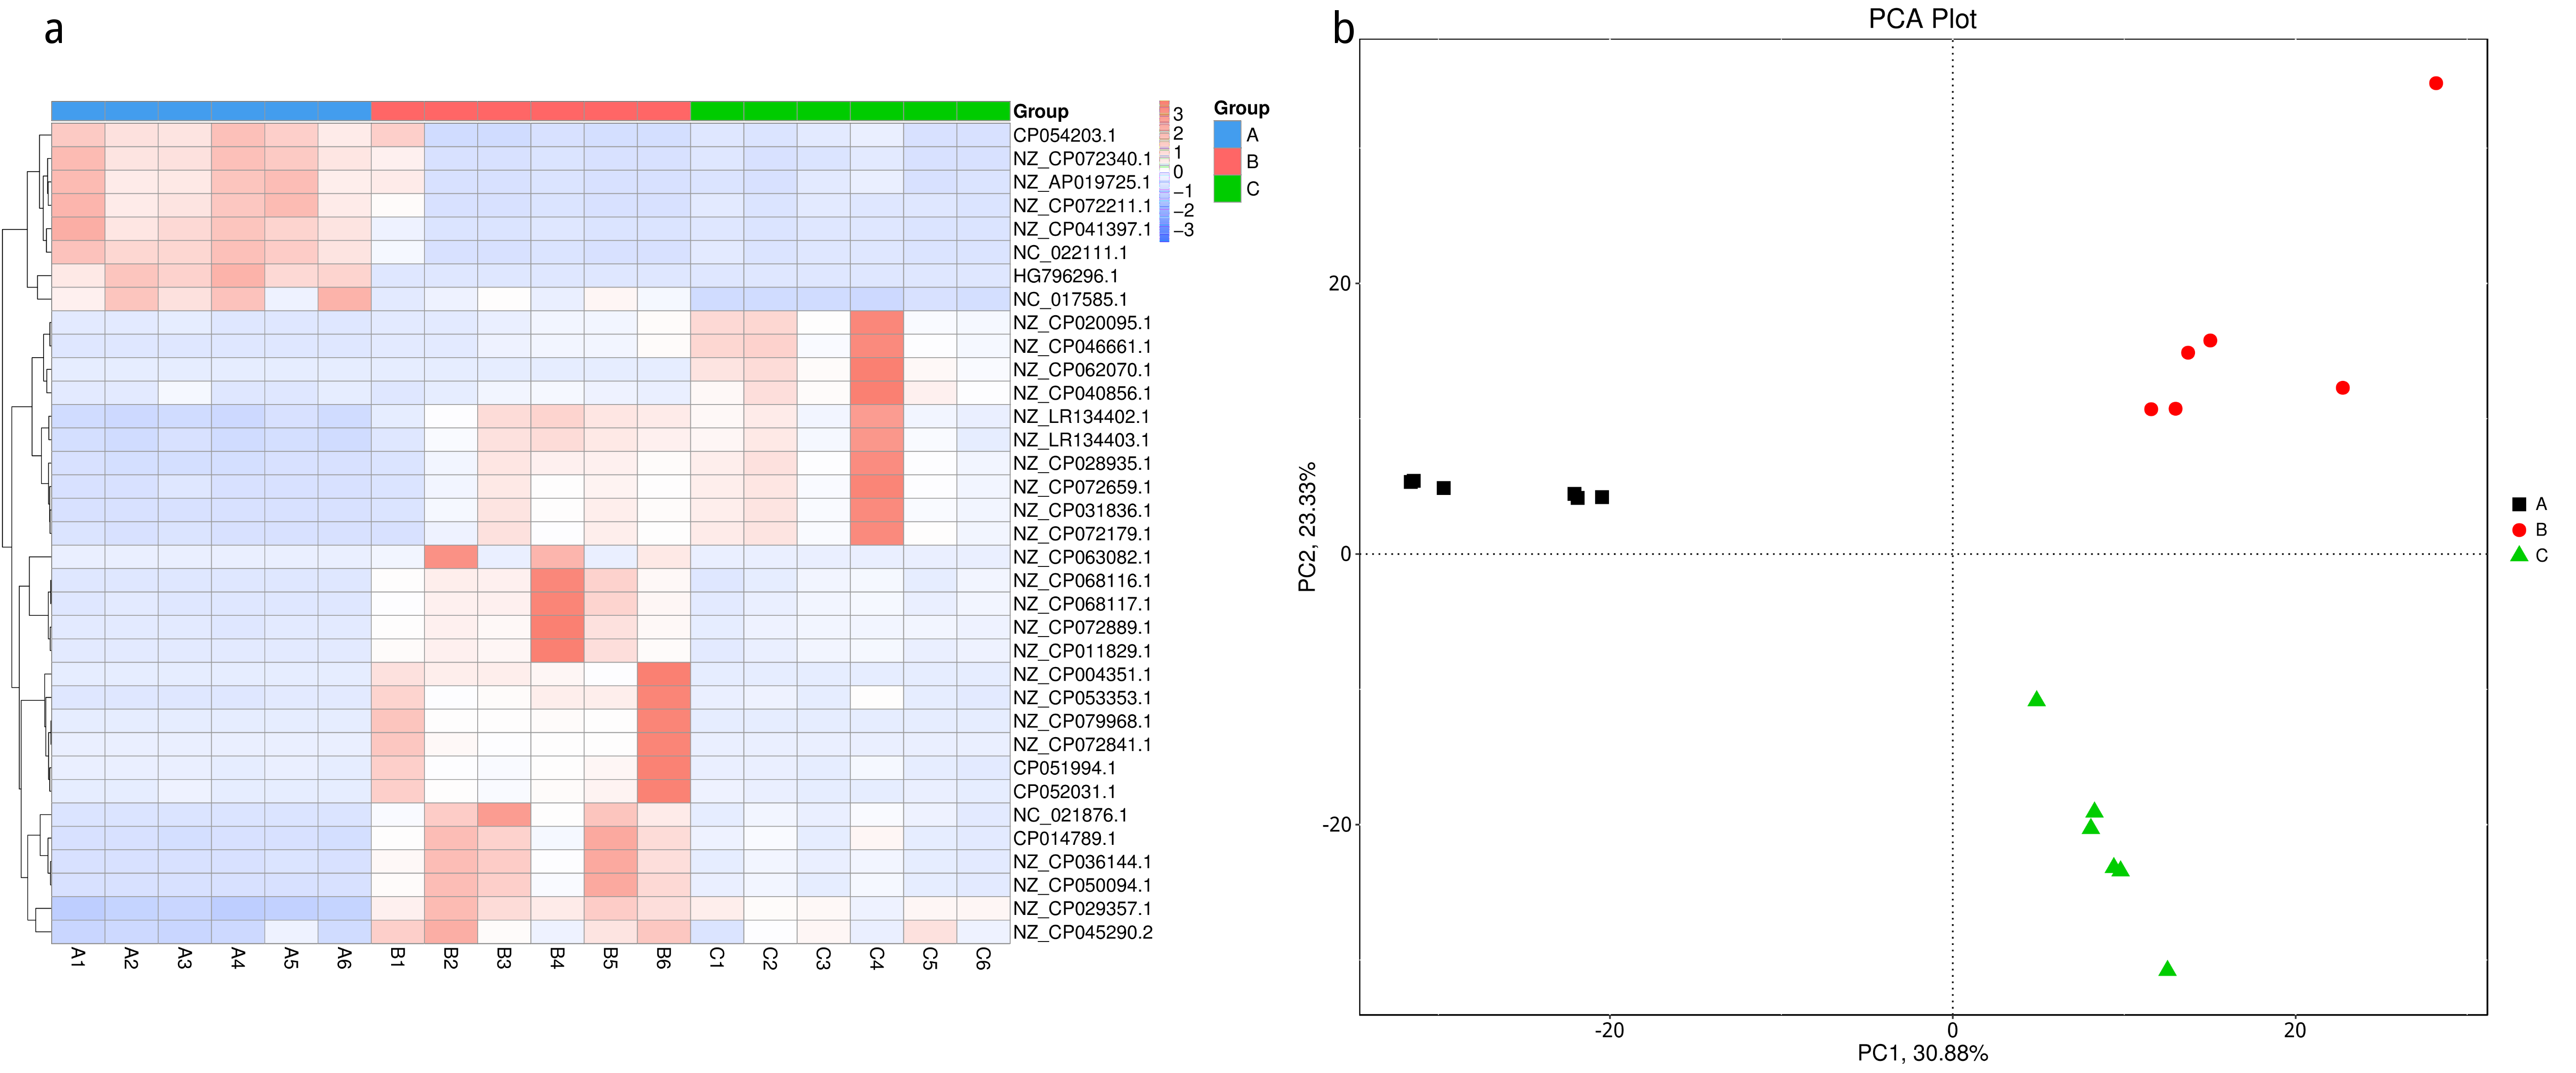 a
Group
CP054203.1
NZ_CP072340.1
NZ_AP019725.1
NZ_CP072211.1
NZ_CP041397.1
NC_022111.1
HG796296.1
NC_017585.1
NZ_CP020095.1
NZ_CP046661.1
NZ_CP062070.1
NZ_CP040856.1
NZ_LR134402.1
NZ_LR134403.1
NZ_CP028935.1
NZ_CP072659.1
NZ_CP031836.1
NZ_CP072179.1
NZ_CP063082.1
NZ_CP068116.1
NZ_CP068117.1
NZ_CP072889.1
NZ_CP011829.1
NZ_CP004351.1
NZ_CP053353.1
NZ_CP079968.1
NZ_CP072841.1
CP051994.1
CP052031.1
NC_021876.1
CP014789.1
NZ_CP036144.1
NZ_CP050094.1
NZ_CP029357.1
NZ_CP045290.2
A1 A2 A3 A4 A5 A6 B1 B2 B3 B4 B5 B6 C1 C2 C3 C4 C5 C6
3
2
1
0
−1
−2
−3
Group
A
B
C
b
PCA Plot
PC2, 23.33%
20
0
-20
-20 0 20
PC1, 30.88%
A
B
C